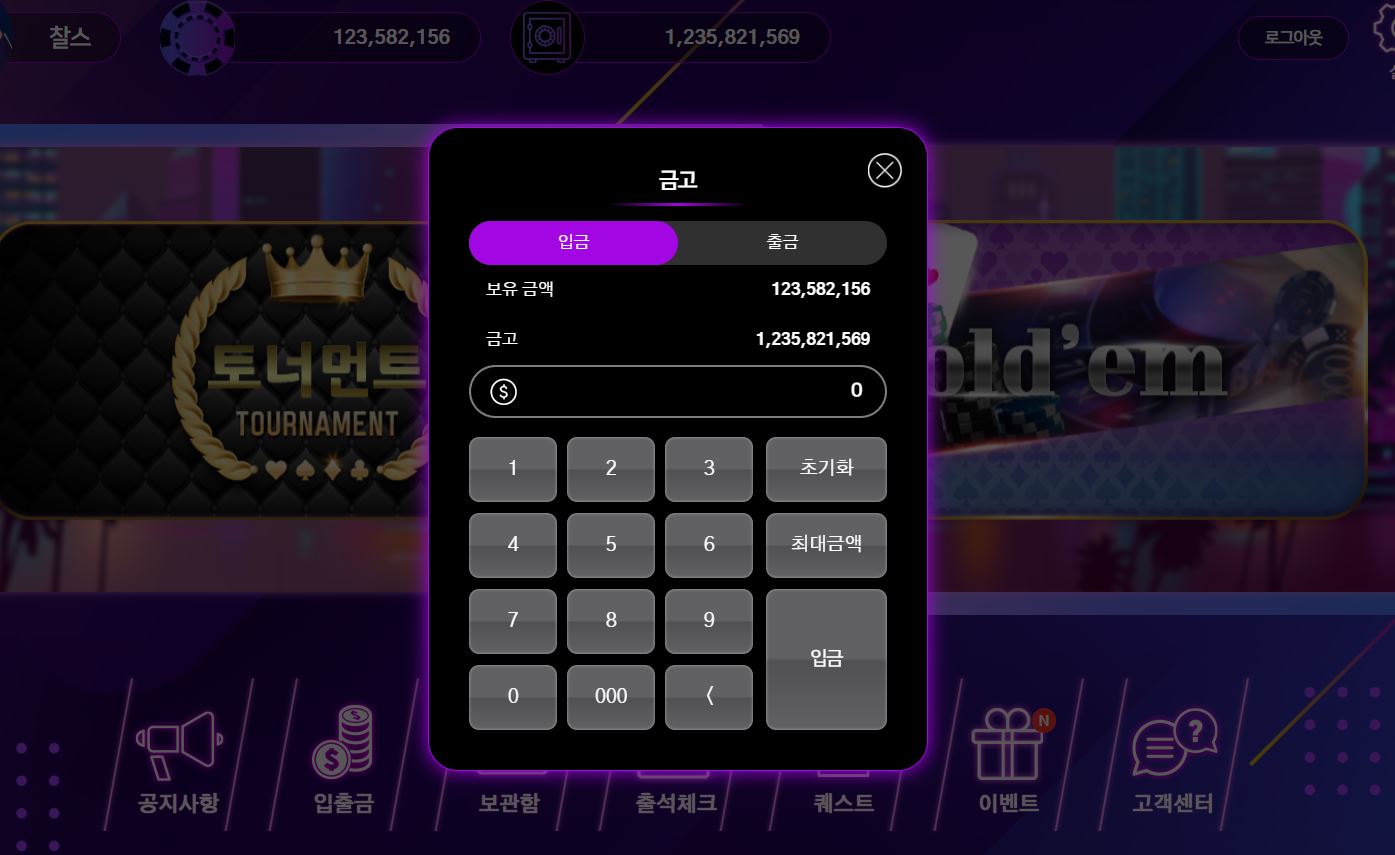 찰스
123,582,156
1,235,821,569
로그아웃
금고
입금 출금
보유 금액 123,582,156
금고 1,235,821,569
$ 0
1 2 3 초기화
4 5 6 최대금액
7 8 9
입금
0 000 〈
토너먼트
TOURNAMENT
old’em
공지사항 입출금 보관함 출석체크 퀘스트 이벤트 고객센터
N
?